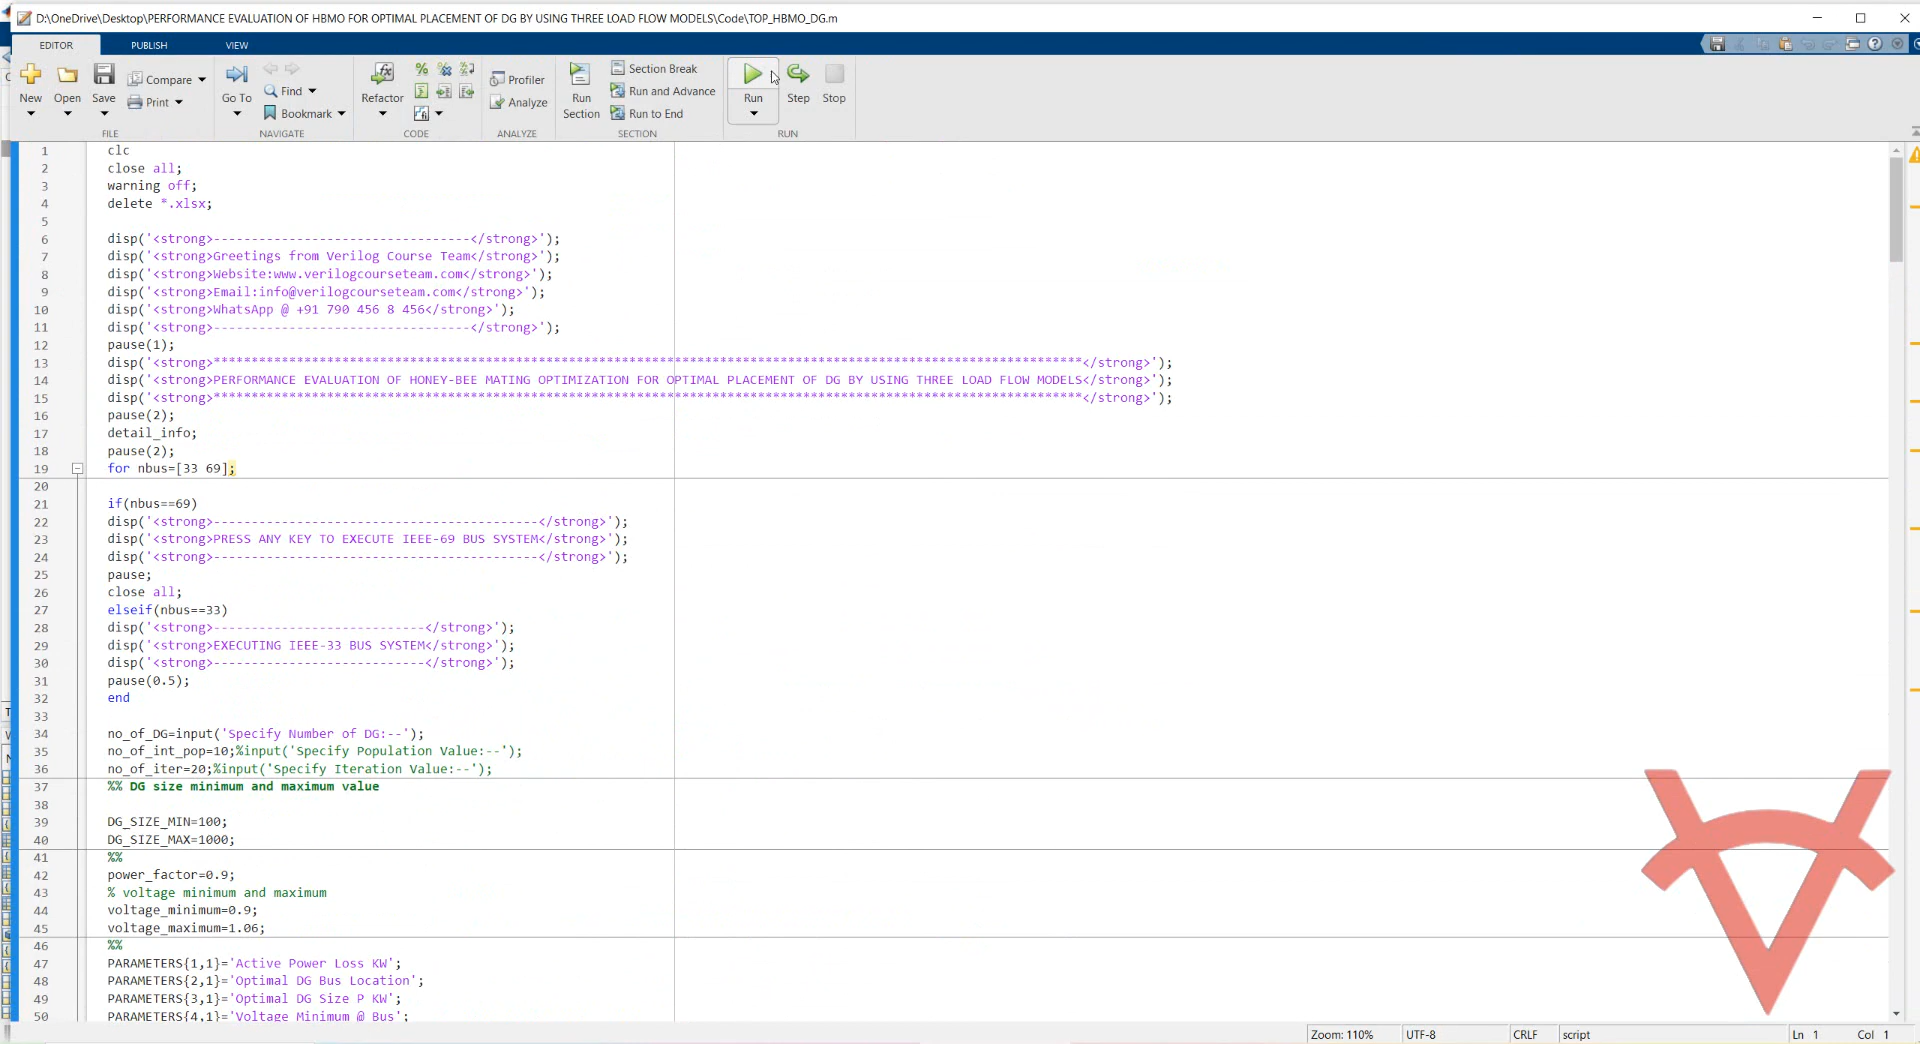 D:\OneDrive\Desktop\PERFORMANCE EVALUATION OF HBMO FOR OPTIMAL PLACEMENT OF DG BY USING THREE LOAD FLOW MODELS\Code\TOP_HBMO_DG.m
EDITOR PUBLISH VIEW
New Open Save Compare Print Go To Find Bookmark Refactor Profiler Analyze Run Section Section Break Run and Advance Run to End Run Step Stop
FILE NAVIGATE CODE ANALYZE SECTION RUN
1 clc
2 close all;
3 warning off;
4 delete *.xlsx;
5
6 disp('<strong>----------------------------------</strong>');
7 disp('<strong>Greetings from Verilog Course Team</strong>');
8 disp('<strong>Website:www.verilogcourseteam.com</strong>');
9 disp('<strong>Email:info@verilogcourseteam.com</strong>');
10 disp('<strong>WhatsApp @ +91 790 456 8 456</strong>');
11 disp('<strong>----------------------------------</strong>');
12 pause(1);
13 disp('<strong>*******************************************************************************************************************</strong>');
14 disp('<strong>PERFORMANCE EVALUATION OF HONEY-BEE MATING OPTIMIZATION FOR OPTIMAL PLACEMENT OF DG BY USING THREE LOAD FLOW MODELS</strong>');
15 disp('<strong>*******************************************************************************************************************</strong>');
16 pause(2);
17 detail_info;
18 pause(2);
19 for nbus=[33 69];
20
21 if(nbus==69)
22 disp('<strong>-------------------------------------------</strong>');
23 disp('<strong>PRESS ANY KEY TO EXECUTE IEEE-69 BUS SYSTEM</strong>');
24 disp('<strong>-------------------------------------------</strong>');
25 pause;
26 close all;
27 elseif(nbus==33)
28 disp('<strong>----------------------------</strong>');
29 disp('<strong>EXECUTING IEEE-33 BUS SYSTEM</strong>');
30 disp('<strong>----------------------------</strong>');
31 pause(0.5);
32 end
33
34 no_of_DG=input('Specify Number of DG:--');
35 no_of_int_pop=10;%input('Specify Population Value:--');
36 no_of_iter=20;%input('Specify Iteration Value:--');
37 %% DG size minimum and maximum value
38
39 DG_SIZE_MIN=100;
40 DG_SIZE_MAX=1000;
41 %%
42 power_factor=0.9;
43 % voltage minimum and maximum
44 voltage_minimum=0.9;
45 voltage_maximum=1.06;
46 %%
47 PARAMETERS{1,1}='Active Power Loss KW';
48 PARAMETERS{2,1}='Optimal DG Bus Location';
49 PARAMETERS{3,1}='Optimal DG Size P KW';
50 PARAMETERS{4,1}='Voltage Minimum @ Bus';
Zoom: 110% UTF-8 CRLF script Ln 1 Col 1